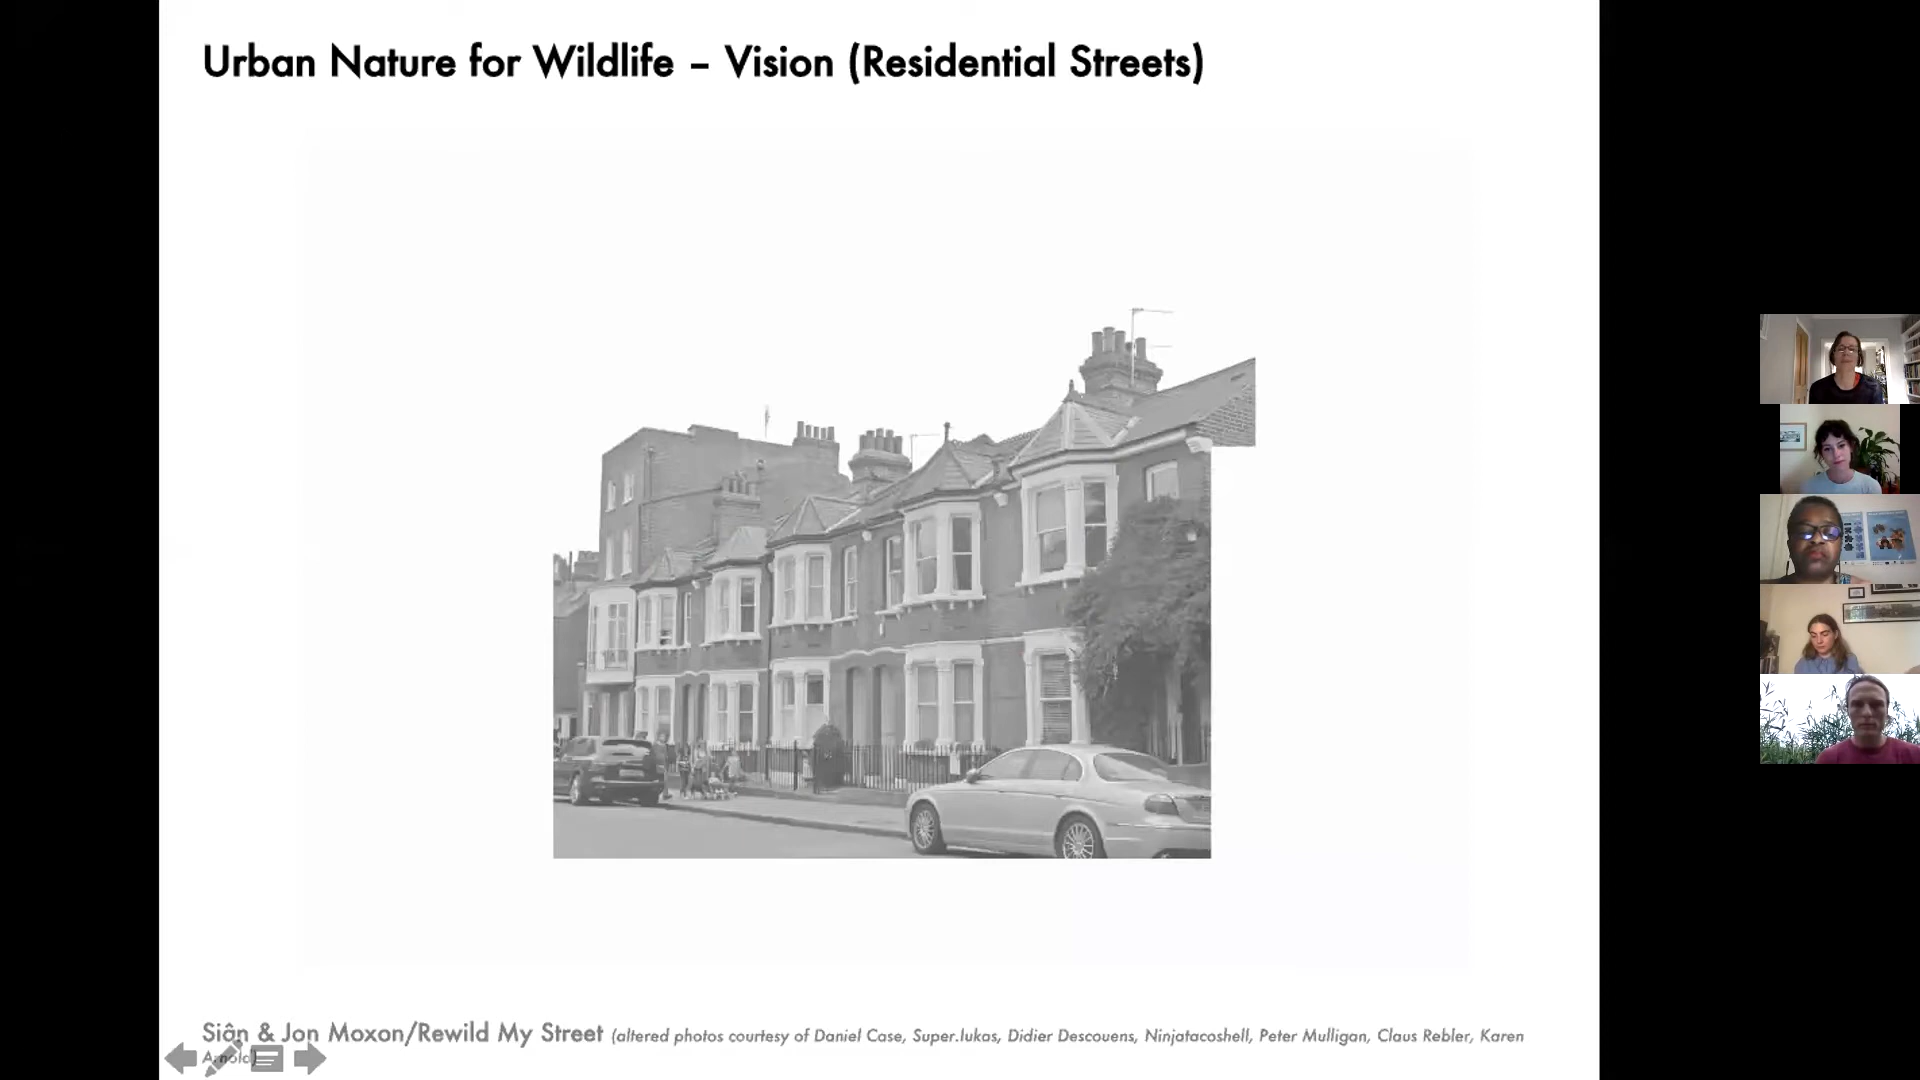 Urban Nature for Wildlife – Vision (Residential Streets)
Siân & Jon Moxon/Rewild My Street (altered photos courtesy of Daniel Case, Super.lukas, Didier Descouens, Ninjatacoshell, Peter Mulligan, Claus Rebler, Karen
Arnold)